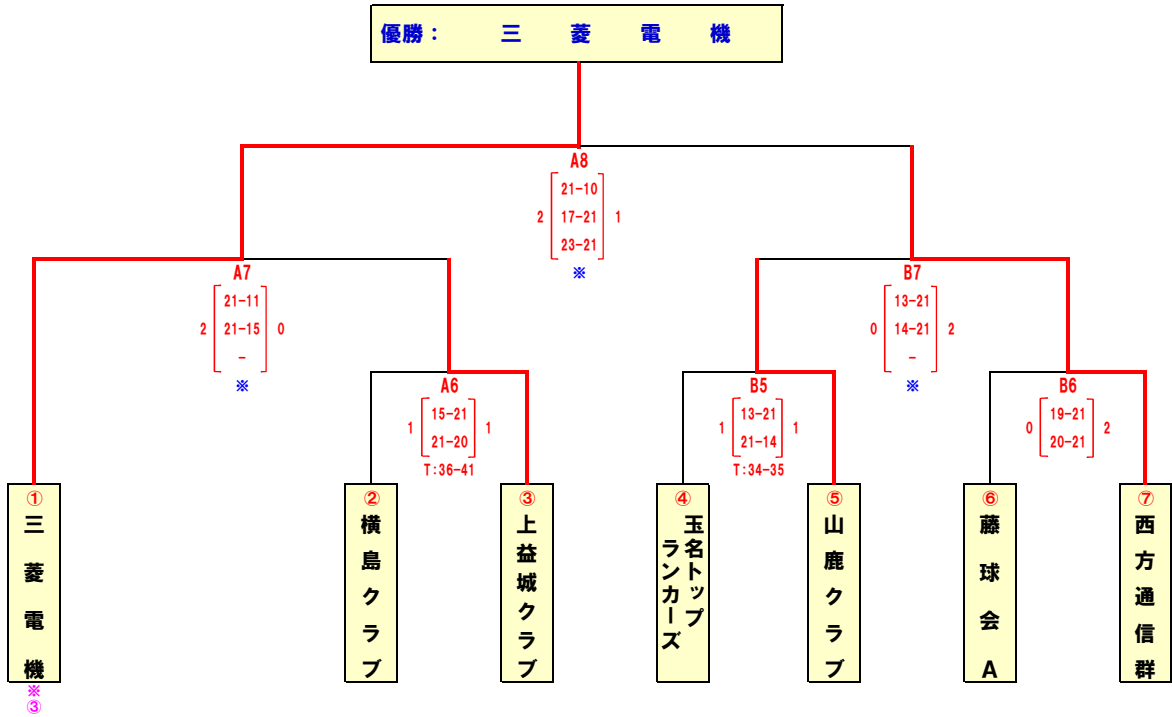 優勝： 三 菱 電 機
A8
21-10
2 17-21 1
23-21
※
A7
21-11
2 21-15 0
-
※
B7
13-21
0 14-21 2
-
※
A6
15-21
1 1
21-20
T:36-41
B5
13-21
1 1
21-14
T:34-35
B6
19-21
0 2
20-21
①
三菱電機
※
③
②
横島クラブ
③
上益城クラブ
④
玉名トップ
ランカーズ
⑤
山鹿クラブ
⑥
藤球会A
⑦
西方通信群